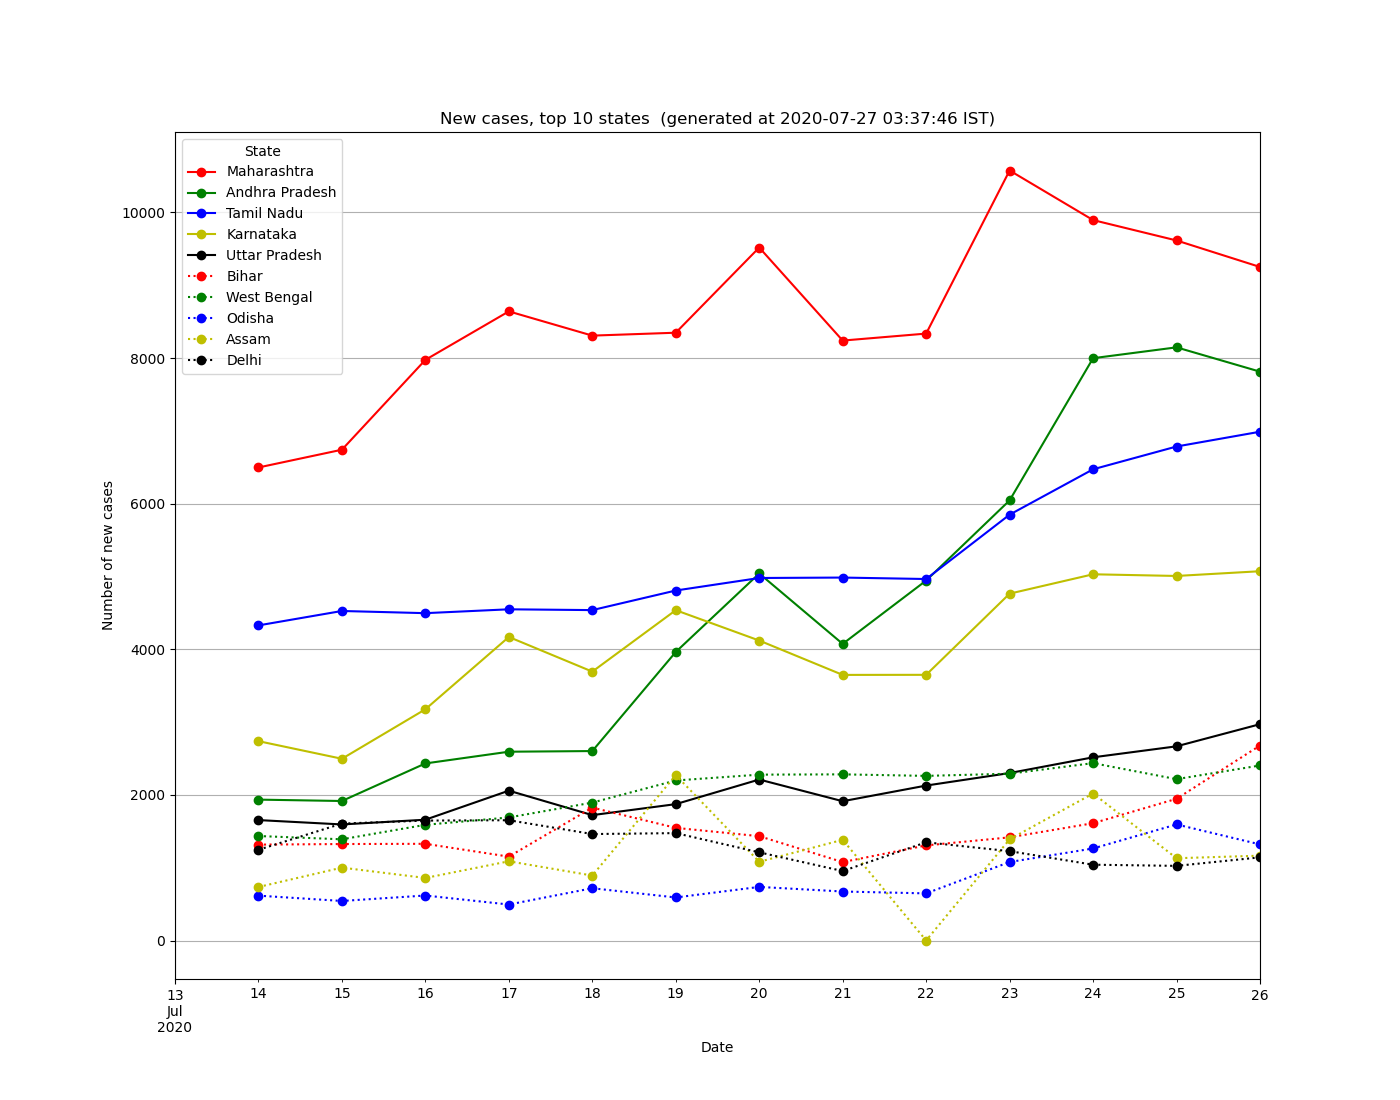 New cases, top 10 states  (generated at 2020-07-27 03:37:46 IST)
State
Maharashtra
Andhra Pradesh
Tamil Nadu
Karnataka
Uttar Pradesh
Bihar
West Bengal
Odisha
Assam
Delhi
10000
8000
6000
4000
2000
0
Number of new cases
13 14 15 16 17 18 19 20 21 22 23 24 25 26
Jul
2020
Date